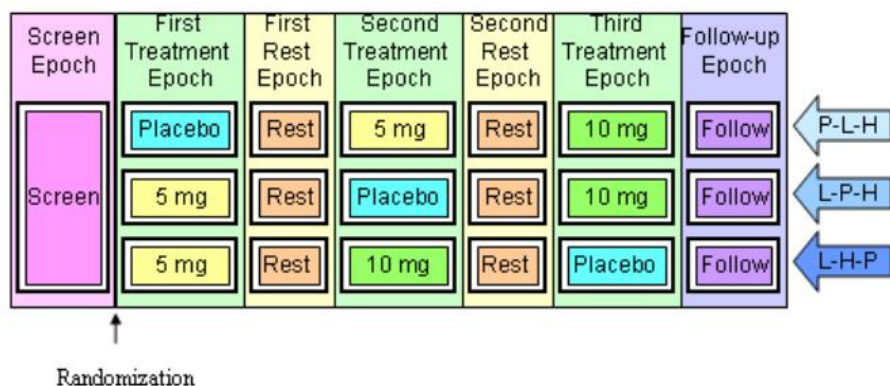 Screen Epoch
First Treatment Epoch
First Rest Epoch
Second Treatment Epoch
Second Rest Epoch
Third Treatment Epoch
Follow-up Epoch
Screen
Placebo Rest 5 mg Rest 10 mg Follow P-L-H
5 mg Rest Placebo Rest 10 mg Follow L-P-H
5 mg Rest 10 mg Rest Placebo Follow L-H-P
Randomization